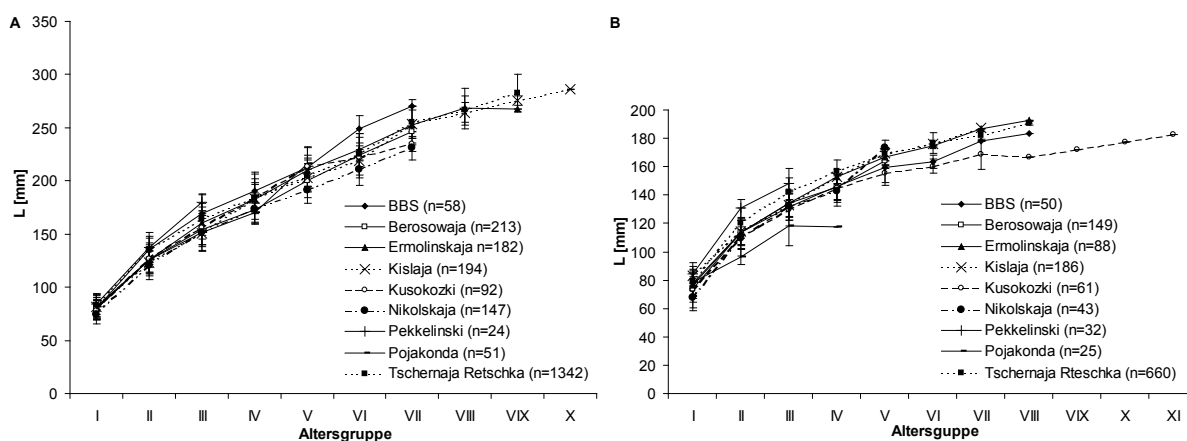 A
L [mm]
350
300
250
200
150
100
50
0
I II III IV V VI VII VIII VIX X
Altersgruppe
BBS (n=58)
Berosowaja (n=213)
Ermolinskaja n=182)
Kislaja (n=194)
Kusokozki (n=92)
Nikolskaja (n=147)
Pekkelinski (n=24)
Pojakonda (n=51)
Tschernaja Retschka (n=1342)
B
L [mm]
200
180
160
140
120
100
80
60
40
20
0
I II III IV V VI VII VIII VIX X XI
Altersguppe
BBS (n=50)
Berosowaja (n=149)
Ermolinskaja (n=88)
Kislaja (n=186)
Kusokozki (n=61)
Nikolskaja (n=43)
Pekkelinski (n=32)
Pojakonda (n=25)
Tschernaja Rteschka (n=660)